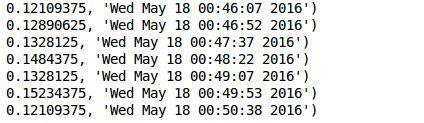 0.12109375, 'Wed May 18 00:46:07 2016')
0.12890625, 'Wed May 18 00:46:52 2016')
0.1328125, 'Wed May 18 00:47:37 2016')
0.1484375, 'Wed May 18 00:48:22 2016')
0.1328125, 'Wed May 18 00:49:07 2016')
0.15234375, 'Wed May 18 00:49:53 2016')
0.12109375, 'Wed May 18 00:50:38 2016')